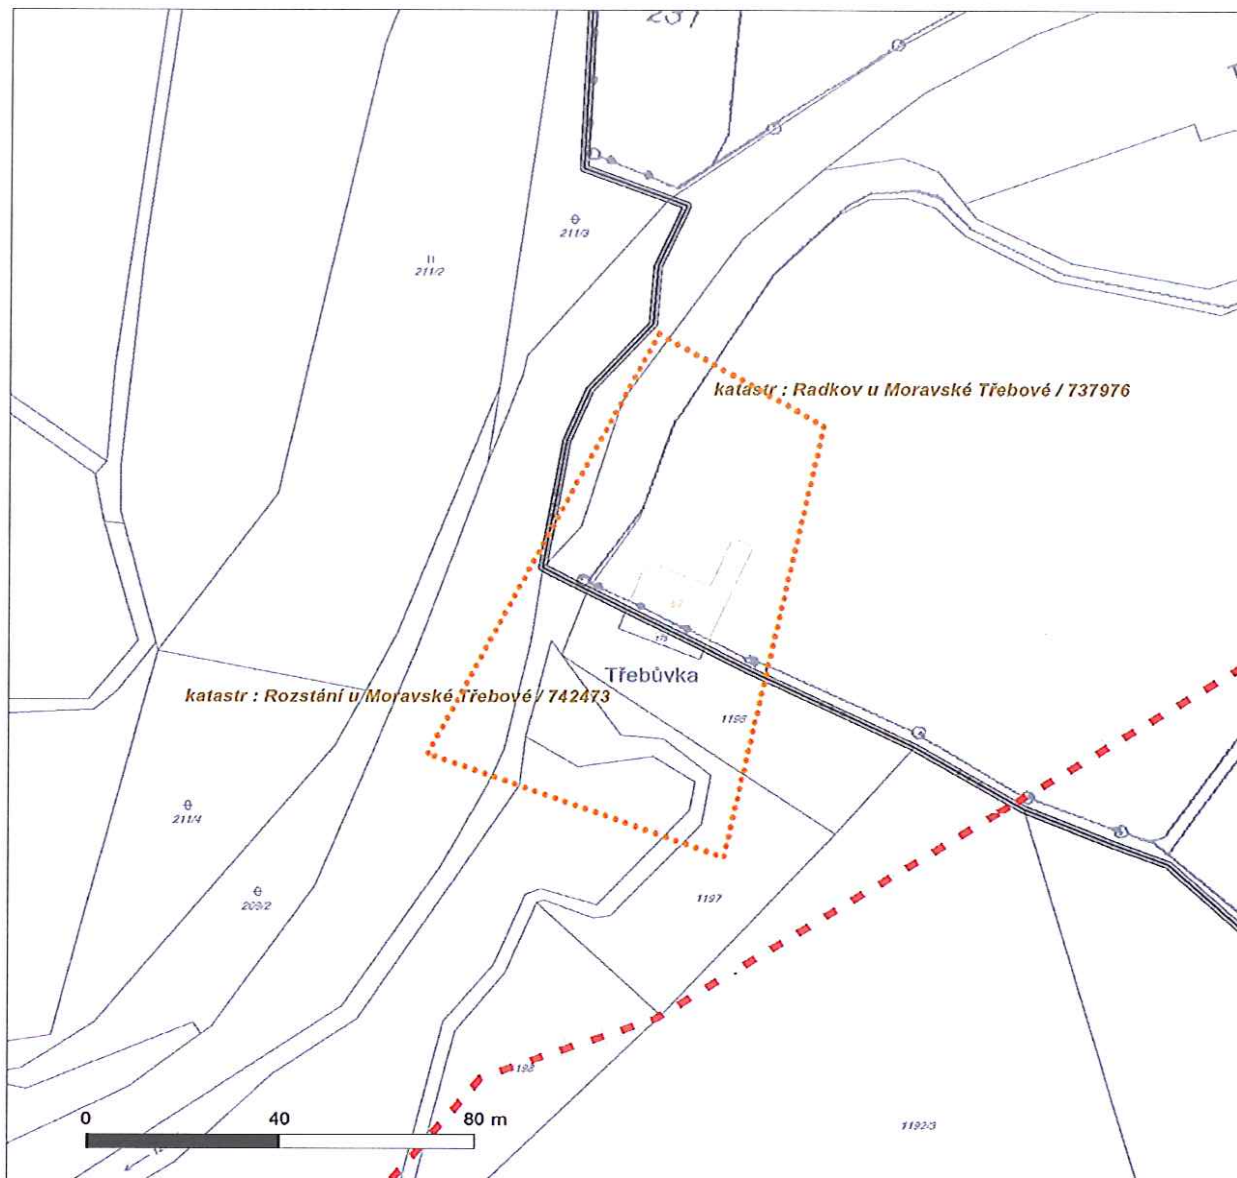 237
211/3
211/2
katastr : Radkov u Moravské Třebové / 737976
Třebůvka
katastr : Rozstání u Moravské Třebové / 742473
211/4
209/2
1197
1192/3
0 40 80 m